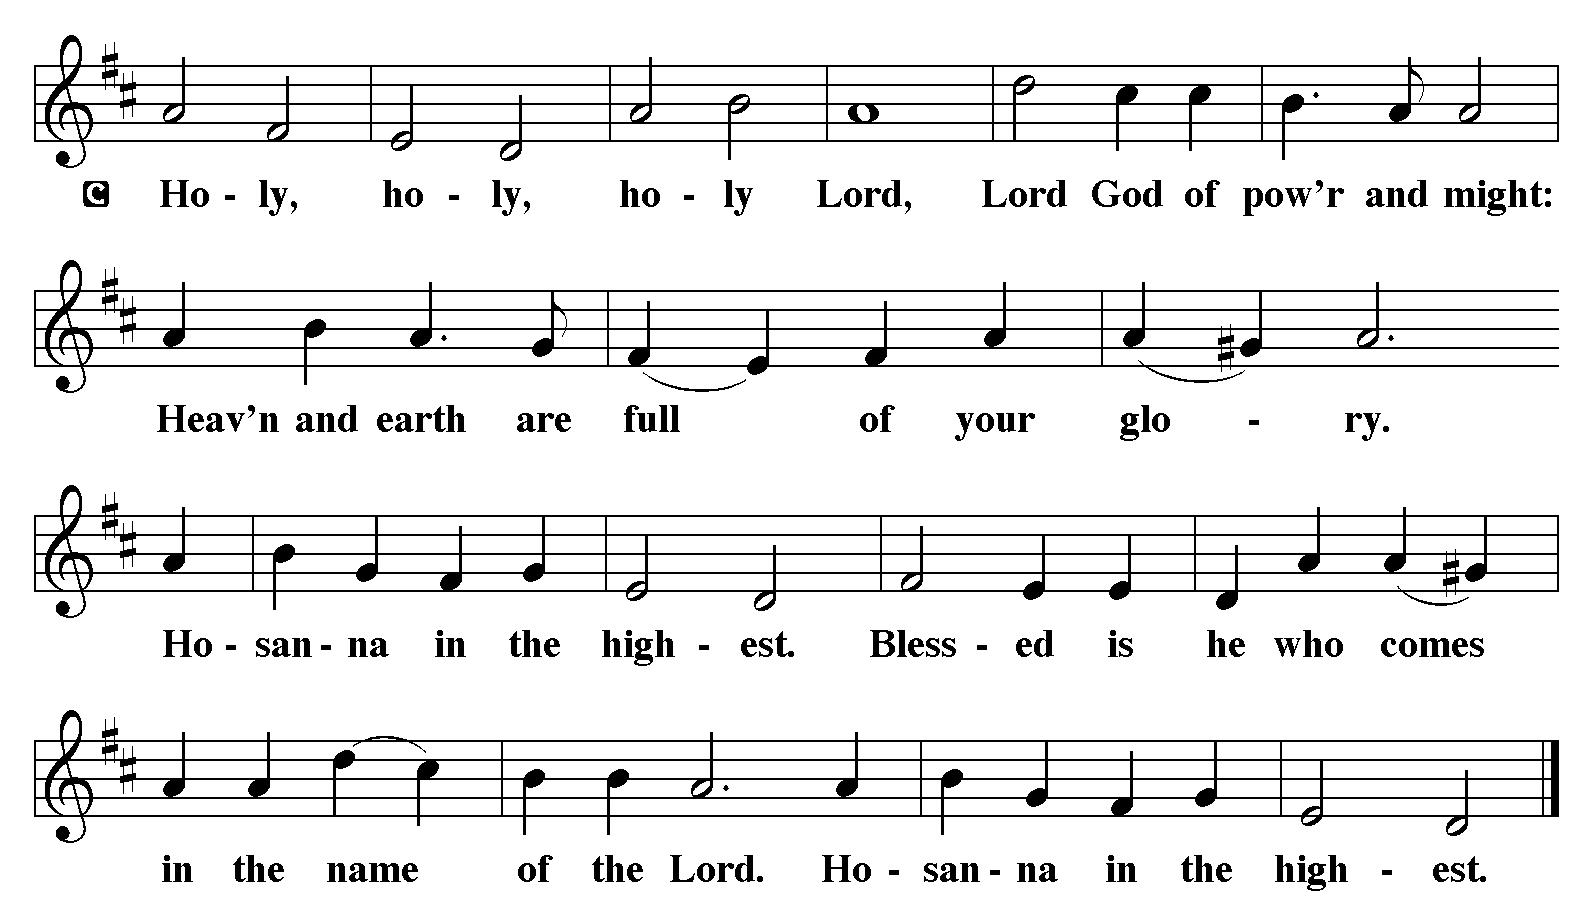 C Ho - ly, ho - ly, ho - ly Lord, Lord God of pow’r and might:
Heav’n and earth are full of your glo - ry.
Ho - san - na in the high - est. Bless - ed is he who comes
in the name of the Lord. Ho - san - na in the high - est.